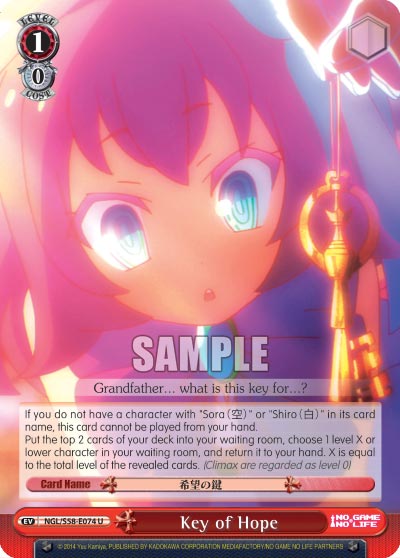 LEVEL
1
0
COST
SAMPLE
Grandfather... what is this key for...?
If you do not have a character with "Sora(空)" or "Shiro(白)" in its card
name, this card cannot be played from your hand.
Put the top 2 cards of your deck into your waiting room, choose 1 level X or
lower character in your waiting room, and return it to your hand. X is equal
to the total level of the revealed cards. (Climax are regarded as level 0)
Card Name 希望の鍵
EV NGL/S58-E074 U Key of Hope NO GAME
NO LIFE
© 2014 Yuu Kamiya, PUBLISHED BY KADOKAWA CORPORATION MEDIAFACTORY/NO GAME NO LIFE PARTNERS